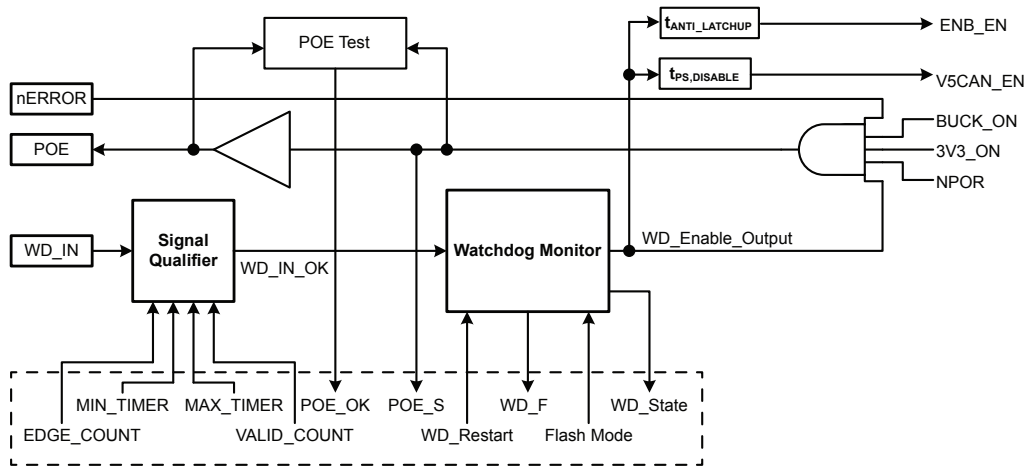 tANTI_LATCHUP
ENB_EN
POE Test
tPS,DISABLE
V5CAN_EN
nERROR
BUCK_ON
POE
3V3_ON
NPOR
Signal
Qualifier
Watchdog Monitor
WD_Enable_Output
WD_IN
WD_IN_OK
MIN_TIMER
MAX_TIMER
POE_OK
POE_S
WD_F
WD_State
EDGE_COUNT
VALID_COUNT
WD_Restart
Flash Mode